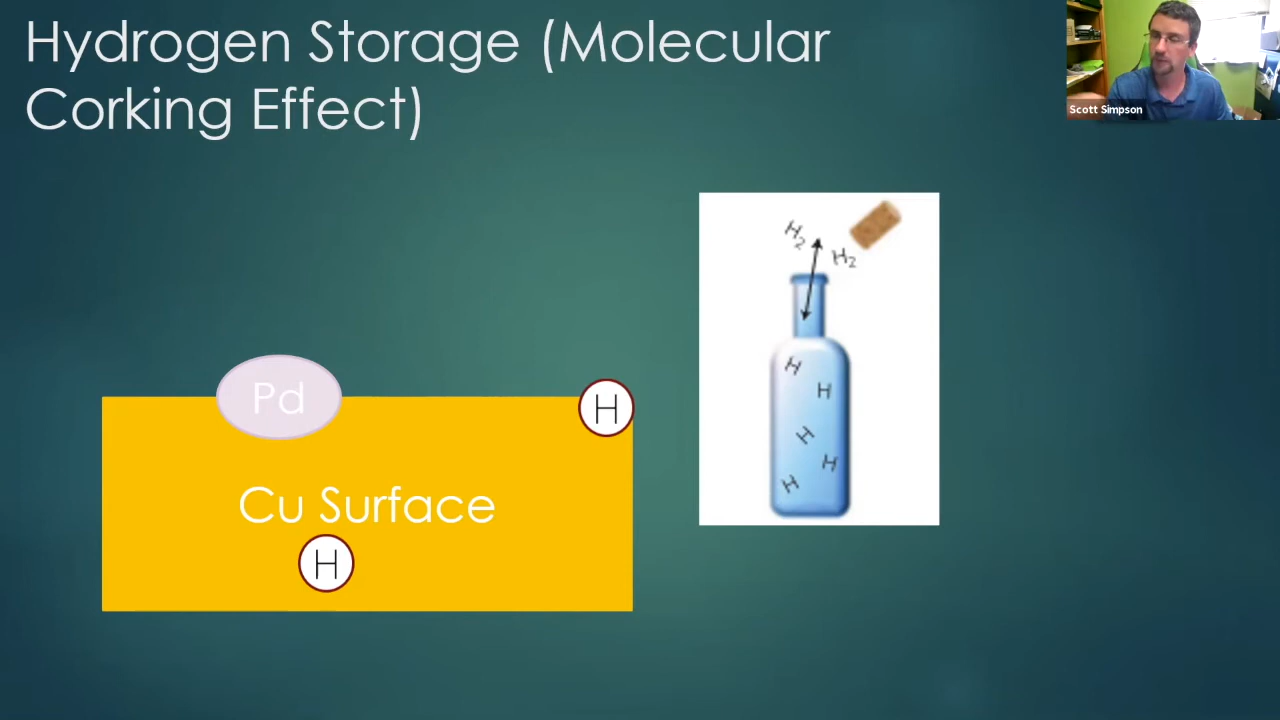 Hydrogen Storage (Molecular
Corking Effect)
Scott Simpson
H2
H2
H
H
H
H
H
Pd
H
Cu Surface
H